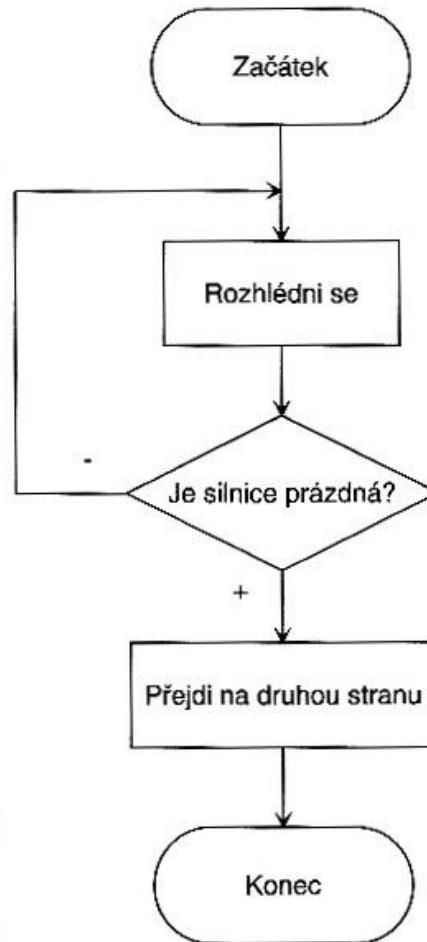 Začátek
Rozhlédni se
Je silnice prázdná?
-
+
Přejdi na druhou stranu
Konec